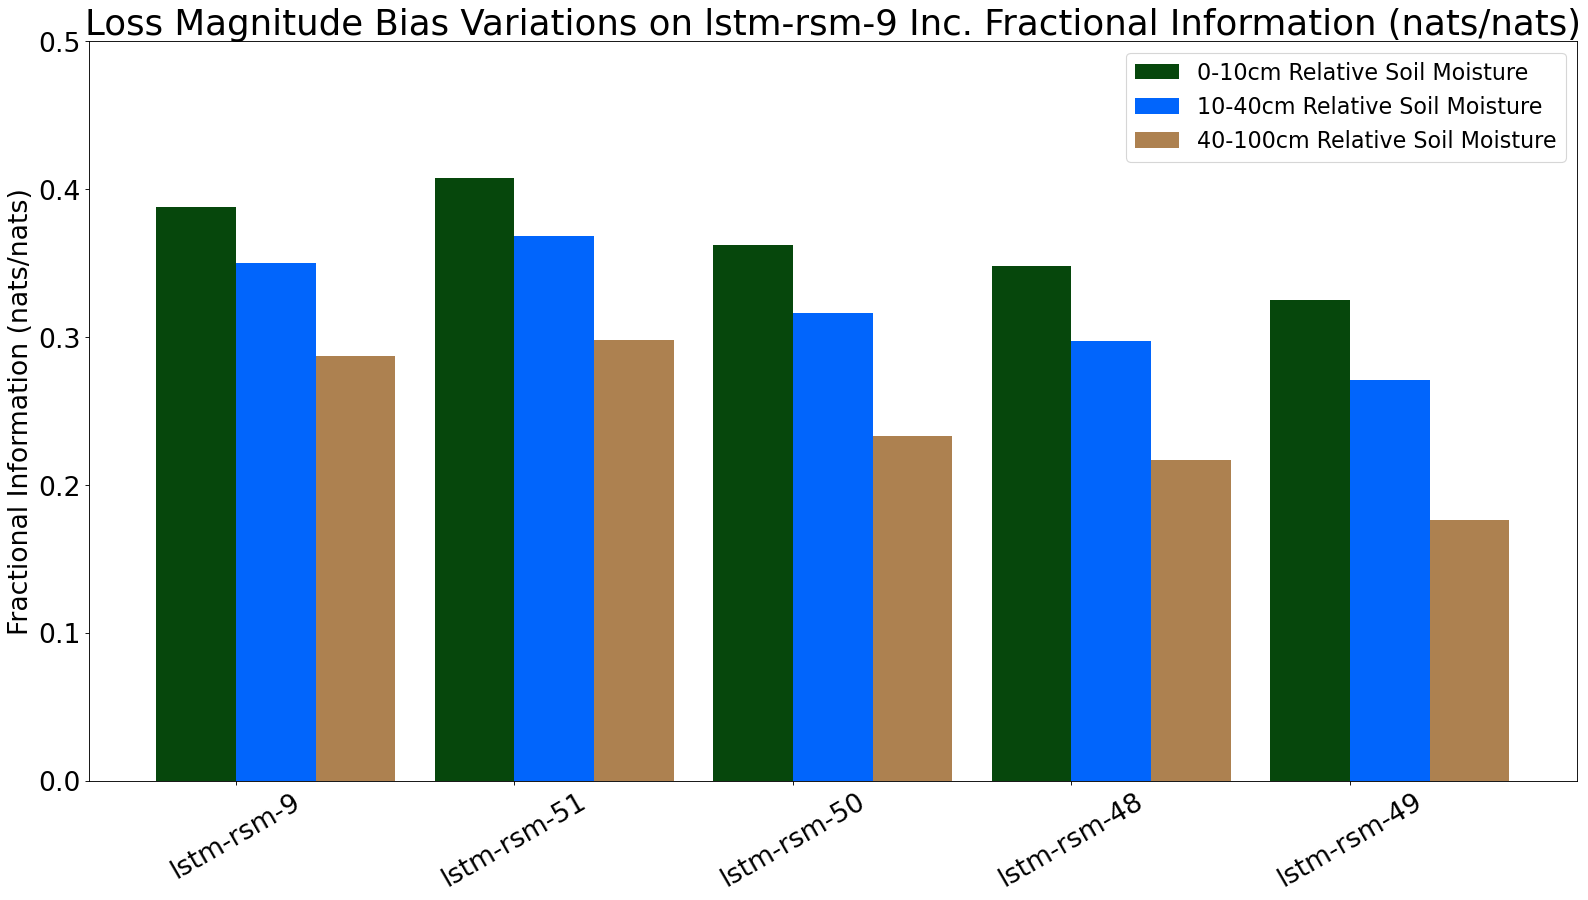 Loss Magnitude Bias Variations on lstm-rsm-9 Inc. Fractional Information (nats/nats)
0-10cm Relative Soil Moisture
10-40cm Relative Soil Moisture
40-100cm Relative Soil Moisture
Fractional Information (nats/nats)
0.5
0.4
0.3
0.2
0.1
0.0
lstm-rsm-9
lstm-rsm-51
lstm-rsm-50
lstm-rsm-48
lstm-rsm-49